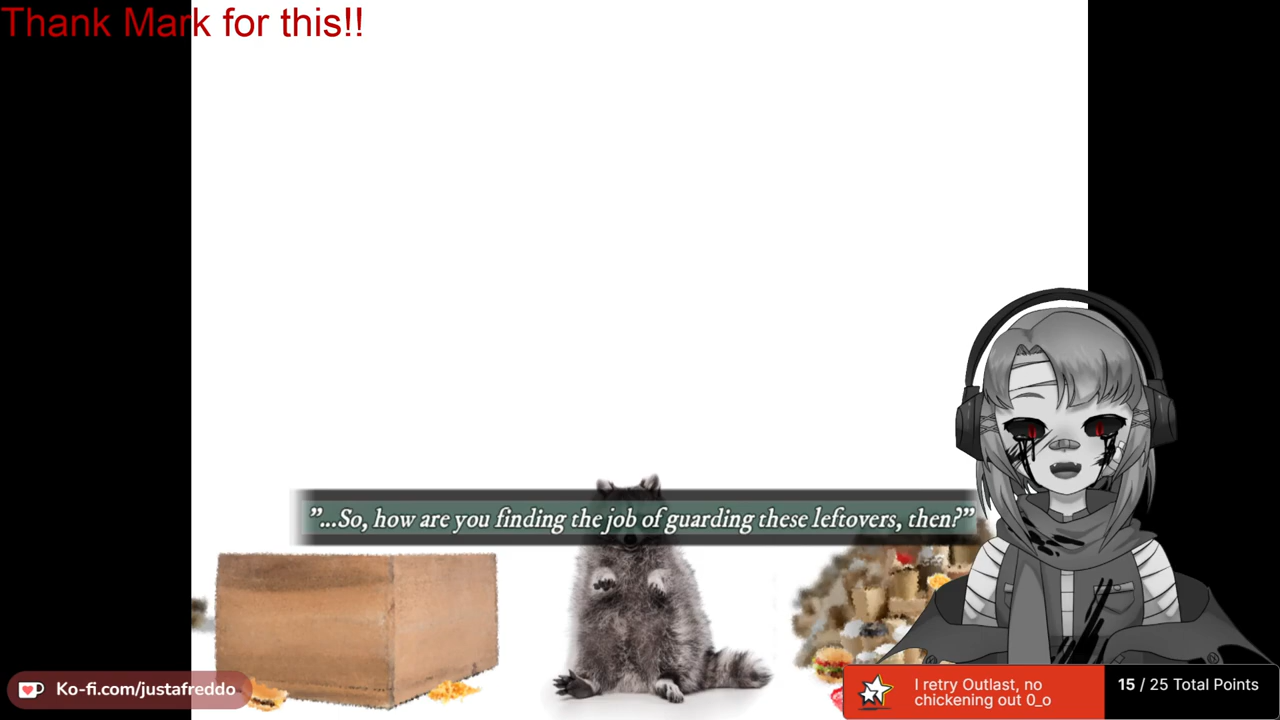 Thank Mark for this!!
"...So, how are you finding the job of guarding these leftovers, then?"
Ko-fi.com/justafreddo
I retry Outlast, no
chickening out 0_o
15 / 25 Total Points